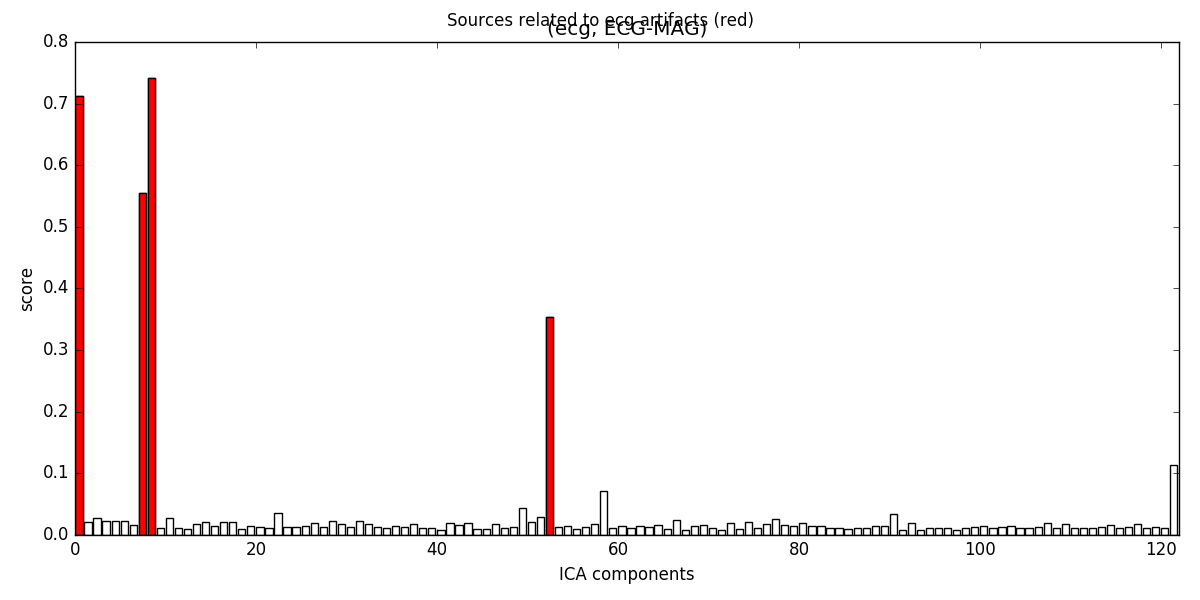 Sources related to ecg artifacts (red)
(ecg, ECG-MAG)
0.8
0.7
0.6
0.5
0.4
0.3
0.2
0.1
0.0
score
0 20 40 60 80 100 120
ICA components